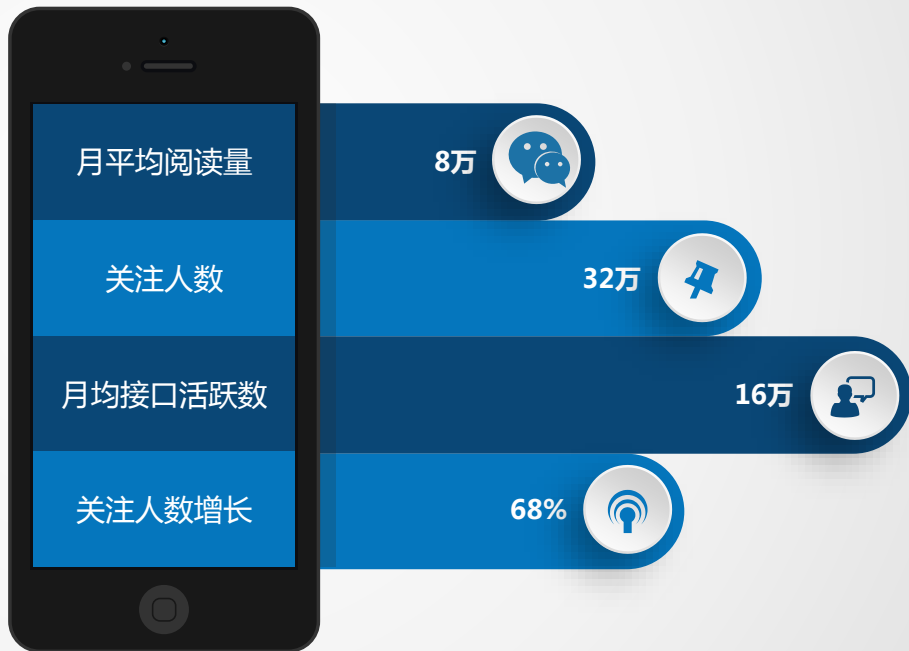 月平均阅读量
8万
关注人数
32万
月均接口活跃数
16万
关注人数增长
68%